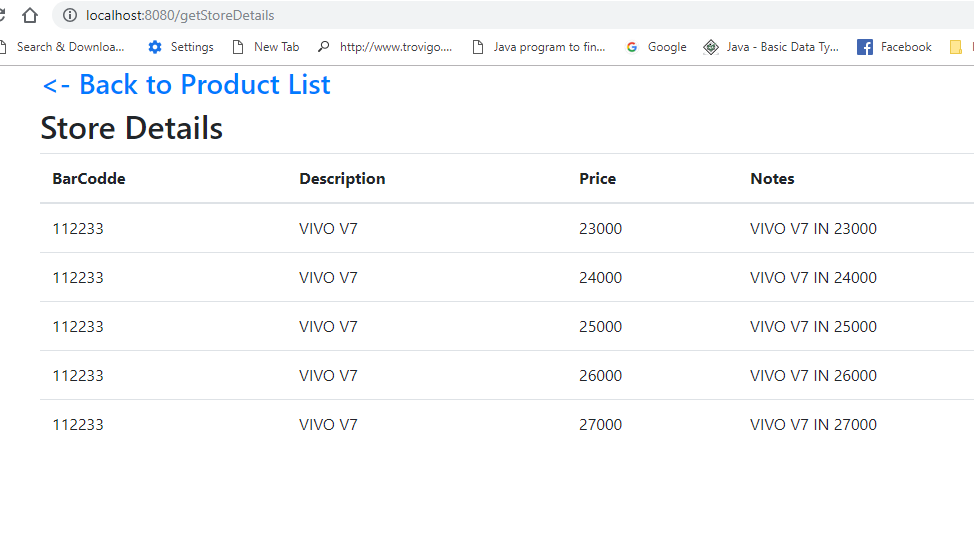 localhost:8080/getStoreDetails
Search & Downloa... Settings New Tab http://www.trovigo.... Java program to fin... Google Java - Basic Data Ty... Facebook
<- Back to Product List
Store Details
BarCodde Description Price Notes
112233 VIVO V7 23000 VIVO V7 IN 23000
112233 VIVO V7 24000 VIVO V7 IN 24000
112233 VIVO V7 25000 VIVO V7 IN 25000
112233 VIVO V7 26000 VIVO V7 IN 26000
112233 VIVO V7 27000 VIVO V7 IN 27000